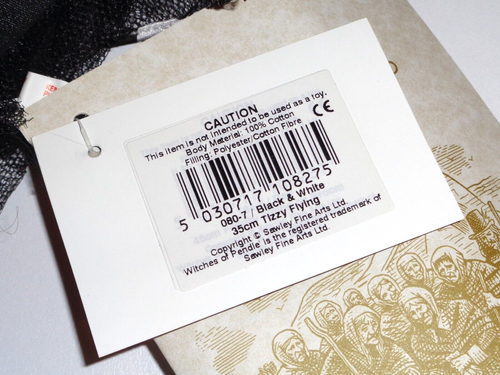 CAUTION
This item is not intended to be used as a toy.
Body Material: 100% Cotton
Filling: Polyester/Cotton Fibre
CE
5 030717 108275
080-7 / Black & White
35cm Tizzy Flying
Copyright © Sawley Fine Arts Ltd.
Witches of Pendle is the registered trademark of
Sawley Fine Arts Ltd.